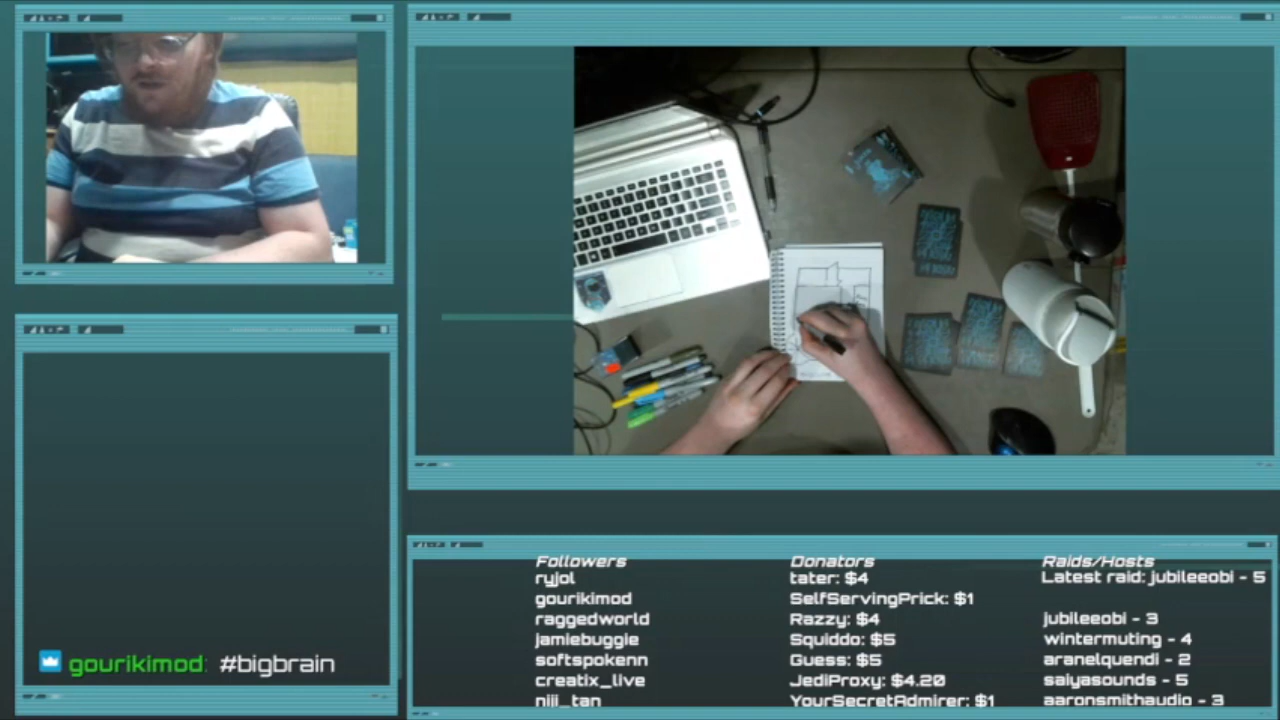 gourikimod: #bigbrain
Followers
ryjol
gourikimod
raggedworld
jamiebuggie
softspokenn
creatix_live
niji_tan
Donators
tater: $4
SelfServingPrick: $1
Razzy: $4
Squiddo: $5
Guess: $5
JediProxy: $4.20
YourSecretAdmirer: $1
Raids/Hosts
Latest raid: jubileeobi - 5
jubileeobi - 3
wintermuting - 4
aranelquendi - 2
saiyasounds - 5
aaronsmithaudio - 3